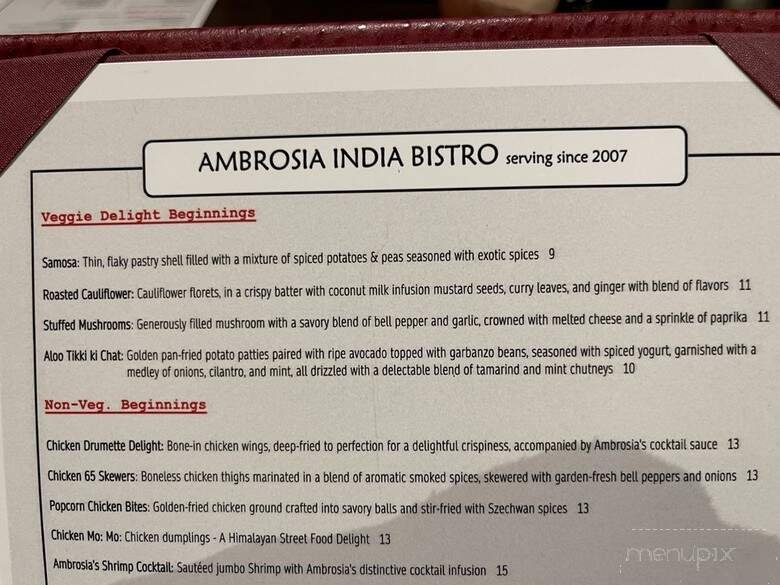 AMBROSIA INDIA BISTRO serving since 2007
Veggie Delight Beginnings
Samosa: Thin, flaky pastry shell filled with a mixture of spiced potatoes & peas seasoned with exotic spices 9
Roasted Cauliflower: Cauliflower florets, in a crispy batter with coconut milk infusion mustard seeds, curry leaves, and ginger with blend of flavors 11
Stuffed Mushrooms: Generously filled mushroom with a savory blend of bell pepper and garlic, crowned with melted cheese and a sprinkle of paprika 11
Aloo Tikki ki Chat: Golden pan-fried potato patties paired with ripe avocado topped with garbanzo beans, seasoned with spiced yogurt, garnished with a
medley of onions, cilantro, and mint, all drizzled with a delectable blend of tamarind and mint chutneys 10
Non-Veg. Beginnings
Chicken Drumette Delight: Bone-in chicken wings, deep-fried to perfection for a delightful crispiness, accompanied by Ambrosia's cocktail sauce 13
Chicken 65 Skewers: Boneless chicken thighs marinated in a blend of aromatic smoked spices, skewered with garden-fresh bell peppers and onions 13
Popcorn Chicken Bites: Golden-fried chicken ground crafted into savory balls and stir-fried with Szechwan spices 13
Chicken Mo: Mo: Chicken dumplings - A Himalayan Street Food Delight 13
Ambrosia's Shrimp Cocktail: Sautéed jumbo Shrimp with Ambrosia's distinctive cocktail infusion 15
menupix